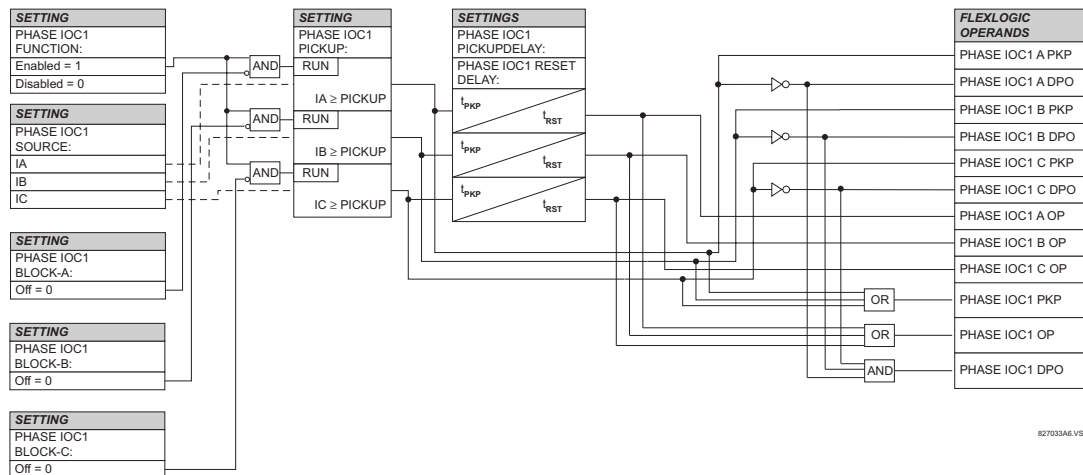 SETTING
PHASE IOC1
FUNCTION:
Enabled = 1
Disabled = 0
SETTING
PHASE IOC1
SOURCE:
IA
IB
IC
SETTING
PHASE IOC1
BLOCK-A:
Off = 0
SETTING
PHASE IOC1
BLOCK-B:
Off = 0
SETTING
PHASE IOC1
BLOCK-C:
Off = 0
AND
AND
AND
SETTING
PHASE IOC1
PICKUP:
RUN
IA ≥ PICKUP
RUN
IB ≥ PICKUP
RUN
IC ≥ PICKUP
SETTINGS
PHASE IOC1
PICKUPDELAY:
PHASE IOC1 RESET
DELAY:
tPKP
tRST
tPKP
tRST
tPKP
tRST
OR
OR
AND
FLEXLOGIC
OPERANDS
PHASE IOC1 A PKP
PHASE IOC1 A DPO
PHASE IOC1 B PKP
PHASE IOC1 B DPO
PHASE IOC1 C PKP
PHASE IOC1 C DPO
PHASE IOC1 A OP
PHASE IOC1 B OP
PHASE IOC1 C OP
PHASE IOC1 PKP
PHASE IOC1 OP
PHASE IOC1 DPO
827033A6.VS